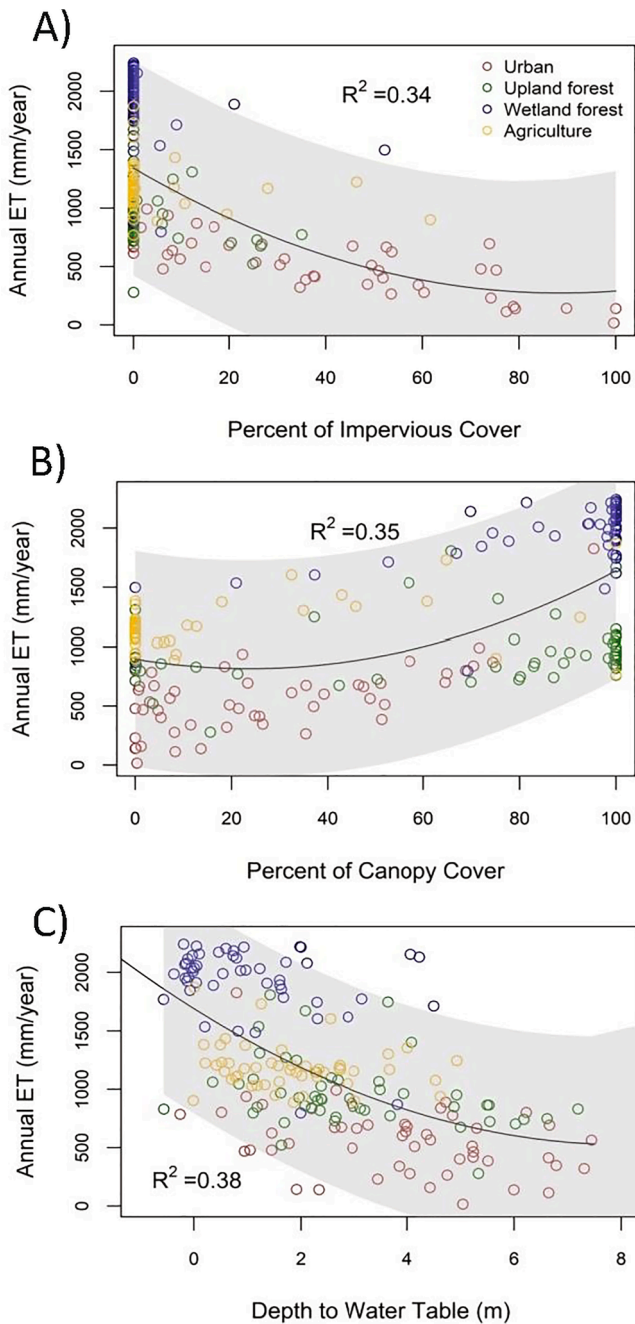 A)
Annual ET (mm/year)
2000
1500
1000
500
0
R² =0.34
Urban
Upland forest
Wetland forest
Agriculture
0 20 40 60 80 100
Percent of Impervious Cover
B)
Annual ET (mm/year)
2000
1500
1000
500
0
R² =0.35
0 20 40 60 80 100
Percent of Canopy Cover
C)
Annual ET (mm/year)
2000
1500
1000
500
0
R² =0.38
0 2 4 6 8
Depth to Water Table (m)